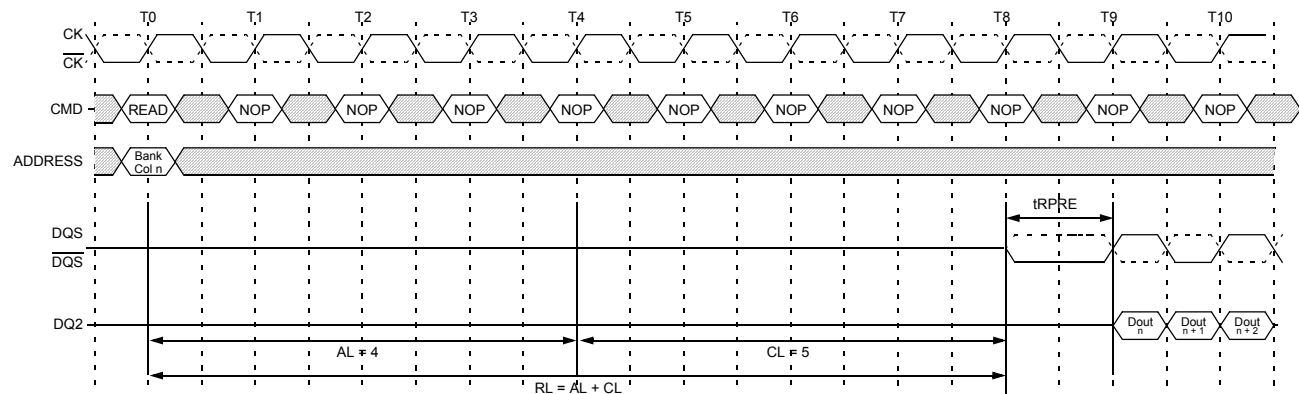 T0 T1 T2 T3 T4 T5 T6 T7 T8 T9 T10
CK
CK
CMD READ NOP NOP NOP NOP NOP NOP NOP NOP NOP NOP
ADDRESS Bank
Col n
tRPRE
DQS
DQS
DQ2 Dout n Dout n + 1 Dout n + 2
AL = 4 CL = 5
RL = AL + CL